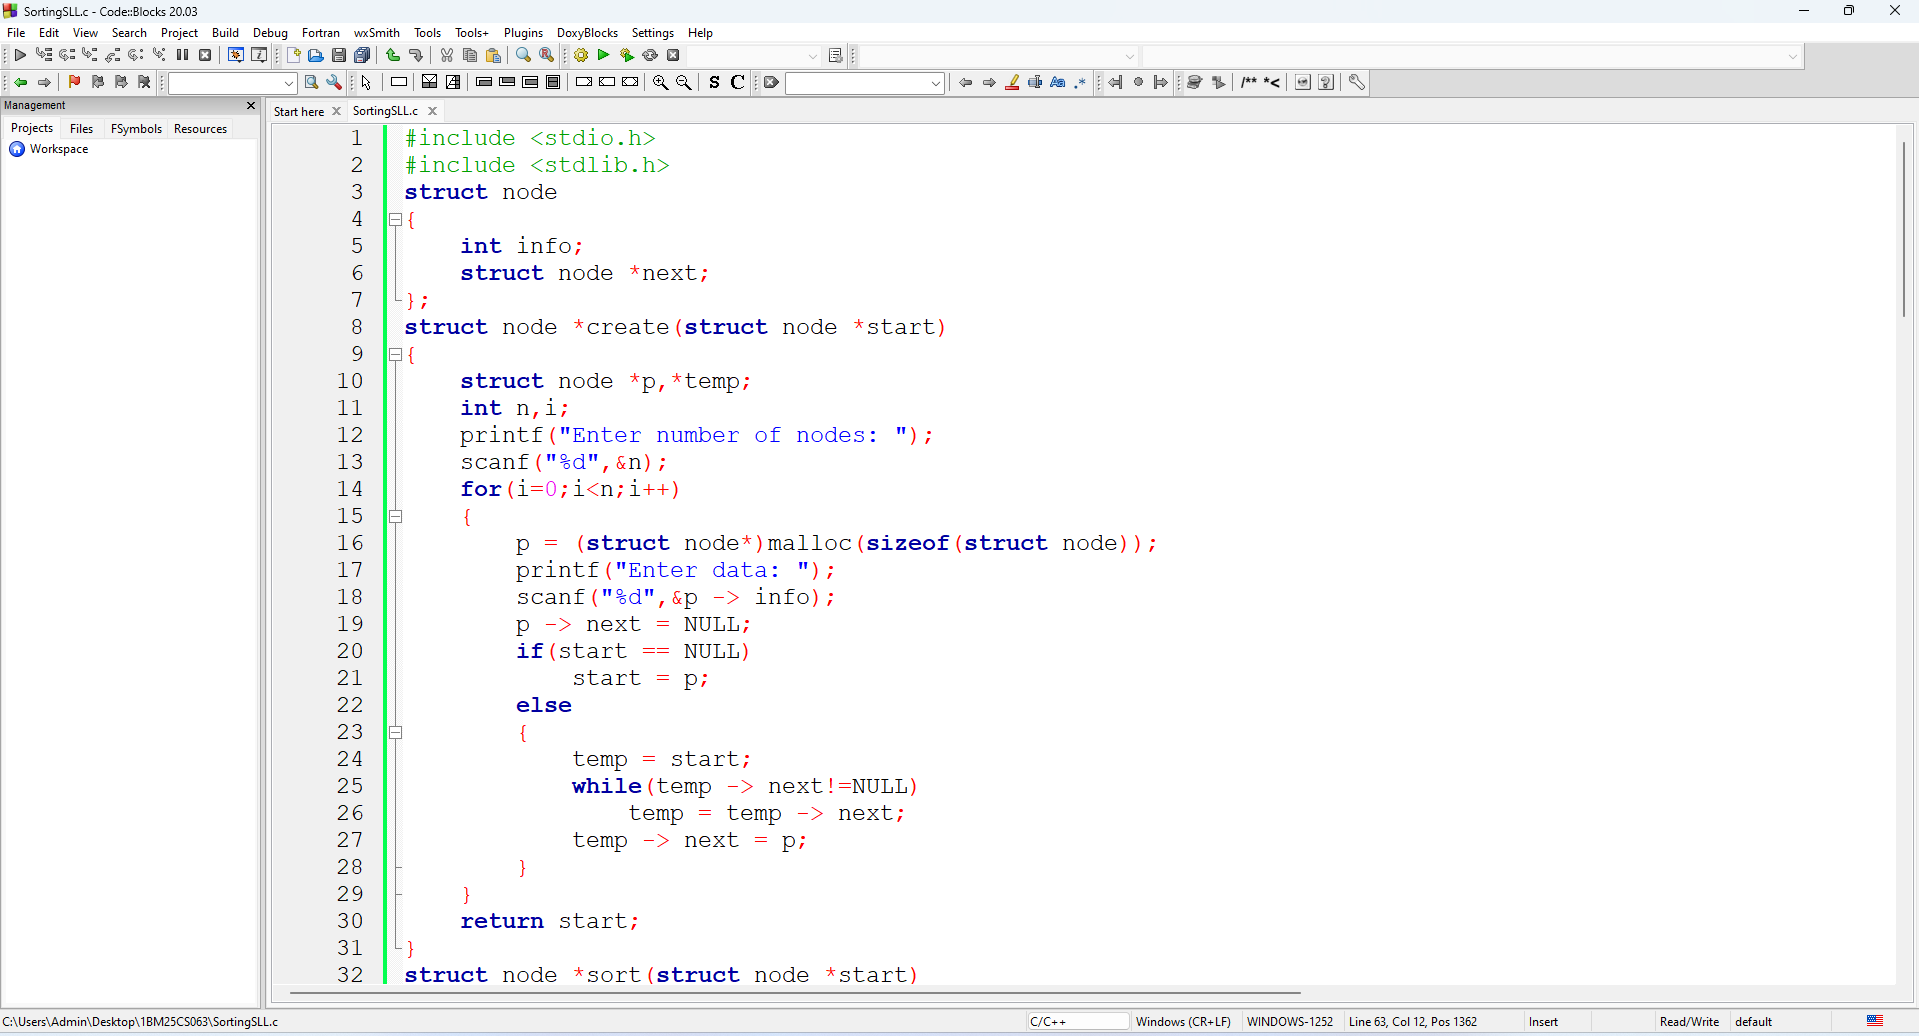 SortingSLL.c - Code::Blocks 20.03
File Edit View Search Project Build Debug Fortran wxSmith Tools Tools+ Plugins DoxyBlocks Settings Help
S C Aa .* /** *<
Management
Start here SortingSLL.c
Projects Files FSymbols Resources
Workspace
1 #include <stdio.h>
2 #include <stdlib.h>
3 struct node
4 {
5 int info;
6 struct node *next;
7 };
8 struct node *create(struct node *start)
9 {
10 struct node *p,*temp;
11 int n,i;
12 printf("Enter number of nodes: ");
13 scanf("%d",&n);
14 for(i=0;i<n;i++)
15 {
16 p = (struct node*)malloc(sizeof(struct node));
17 printf("Enter data: ");
18 scanf("%d",&p -> info);
19 p -> next = NULL;
20 if(start == NULL)
21 start = p;
22 else
23 {
24 temp = start;
25 while(temp -> next!=NULL)
26 temp = temp -> next;
27 temp -> next = p;
28 }
29 }
30 return start;
31 }
32 struct node *sort(struct node *start)
C:\Users\Admin\Desktop\1BM25CS063\SortingSLL.c C/C++ Windows (CR+LF) WINDOWS-1252 Line 63, Col 12, Pos 1362 Insert Read/Write default